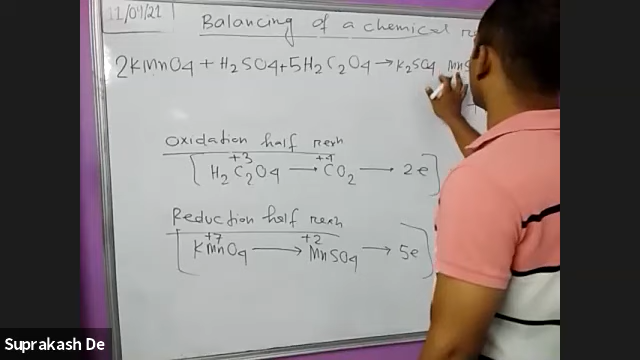 11/04/21
Balancing of a chemical
2KMnO4 + H2SO4+5H2C2O4 → K2SO4 MnS
Oxidation half rexn
+3 +4
H2C2O4 → CO2 → 2e
Reduction half rexn
+7 +2
KMnO4 → MnSO4 → 5e
Suprakash De